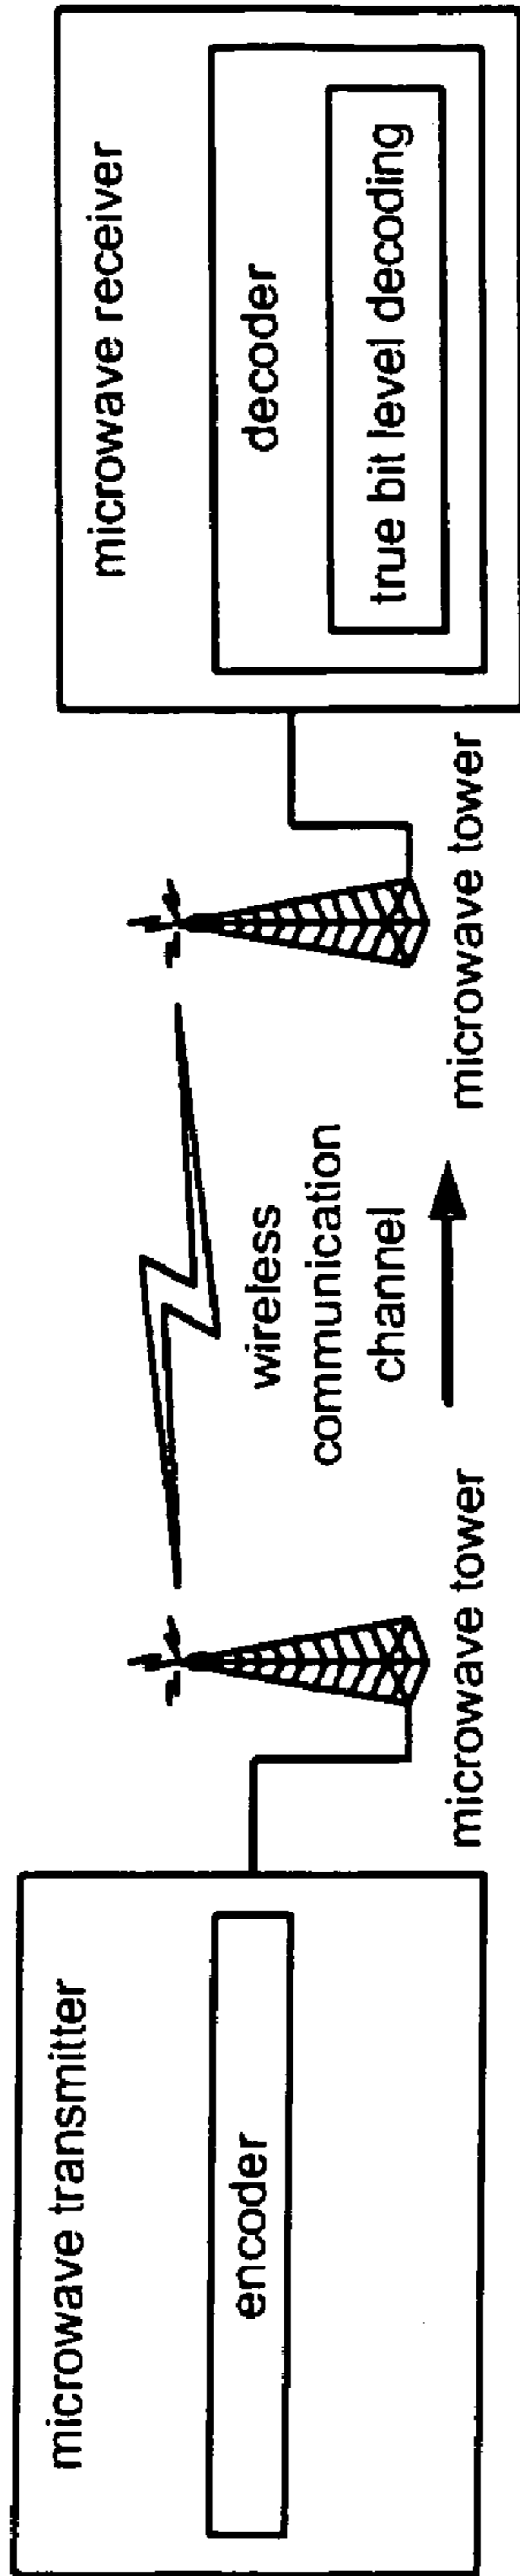 microwave transmitter
encoder
microwave tower
wireless
communication
channel
microwave tower
microwave receiver
decoder
true bit level decoding